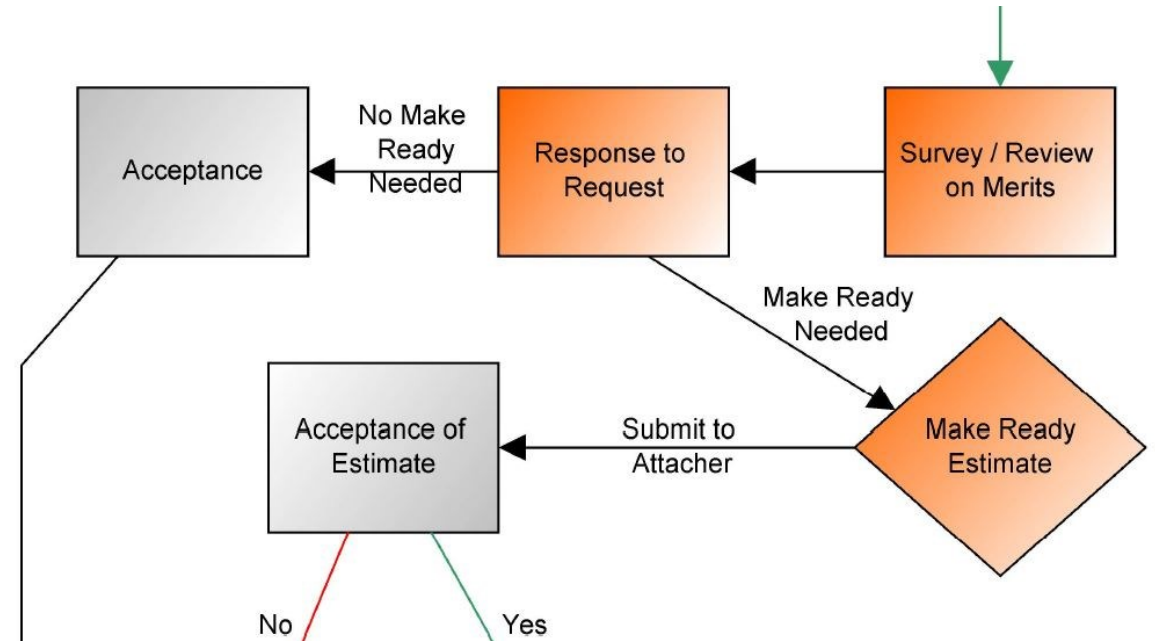 Acceptance
No Make
Ready
Needed
Response to
Request
Survey / Review
on Merits
Make Ready
Needed
Acceptance of
Estimate
Submit to
Attacher
Make Ready
Estimate
No
Yes